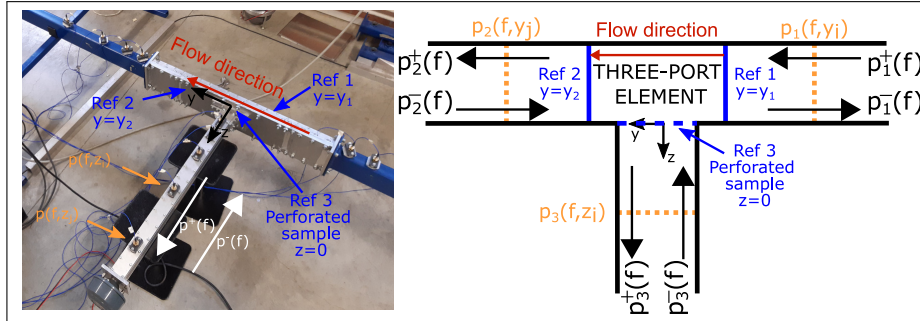 Flow direction
Ref 1
y=y₁
Ref 2
y=y₂
y
z
p(f,zᵢ)
Ref 3
Perforated
sample
z=0
p⁺(f)
p⁻(f)
p₂(f,yⱼ)
Flow direction
p₁(f,yᵢ)
p₂⁺(f)
Ref 2
y=y₂
THREE-PORT
ELEMENT
Ref 1
y=y₁
p₁⁺(f)
p₂⁻(f)
p₁⁻(f)
y
z
Ref 3
Perforated
sample
z=0
p₃(f,zᵢ)
p₃⁺(f)
p₃⁻(f)